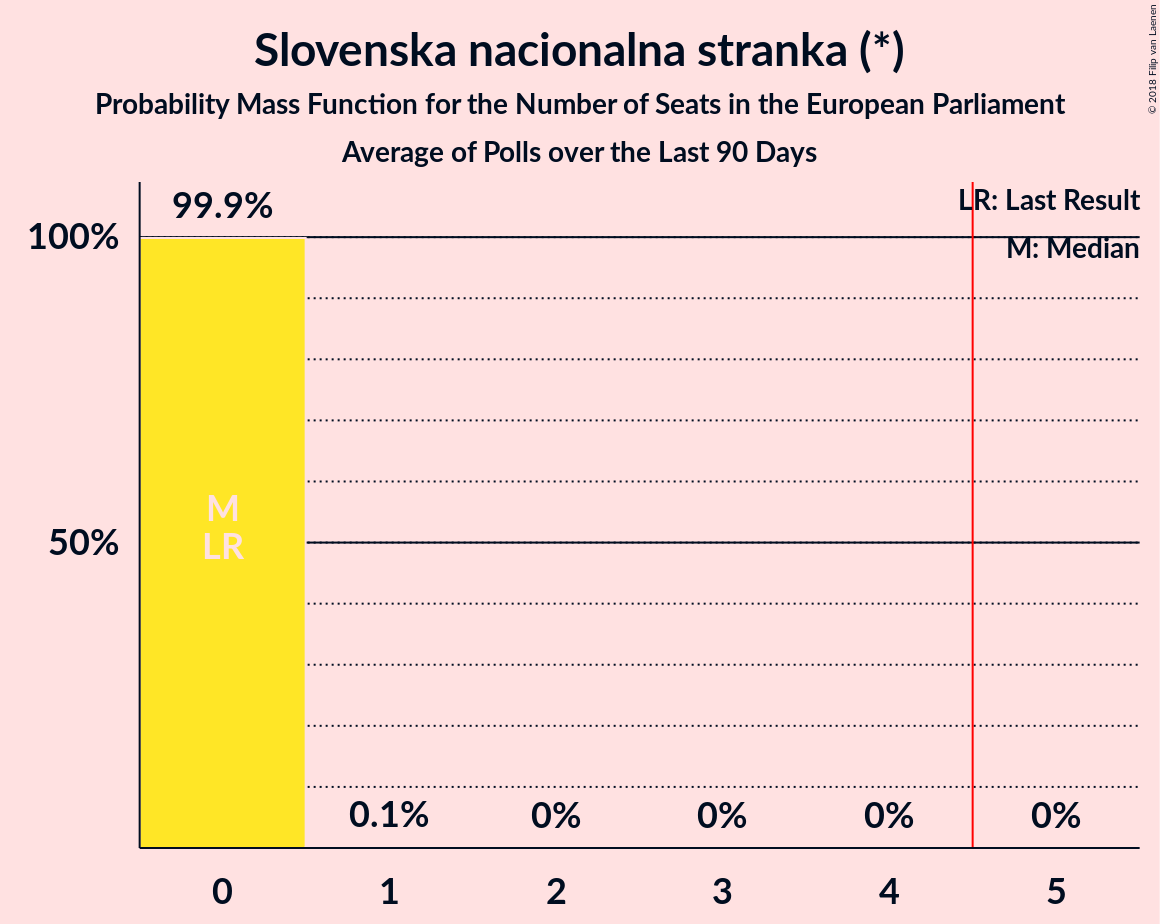 Slovenska nacionalna stranka (*)
Probability Mass Function for the Number of Seats in the European Parliament
Average of Polls over the Last 90 Days
© 2018 Filip van Laenen
99.9%
LR: Last Result
100%
M: Median
M
LR
50%
0.1%
0%
0%
0%
0%
0
1
2
3
4
5